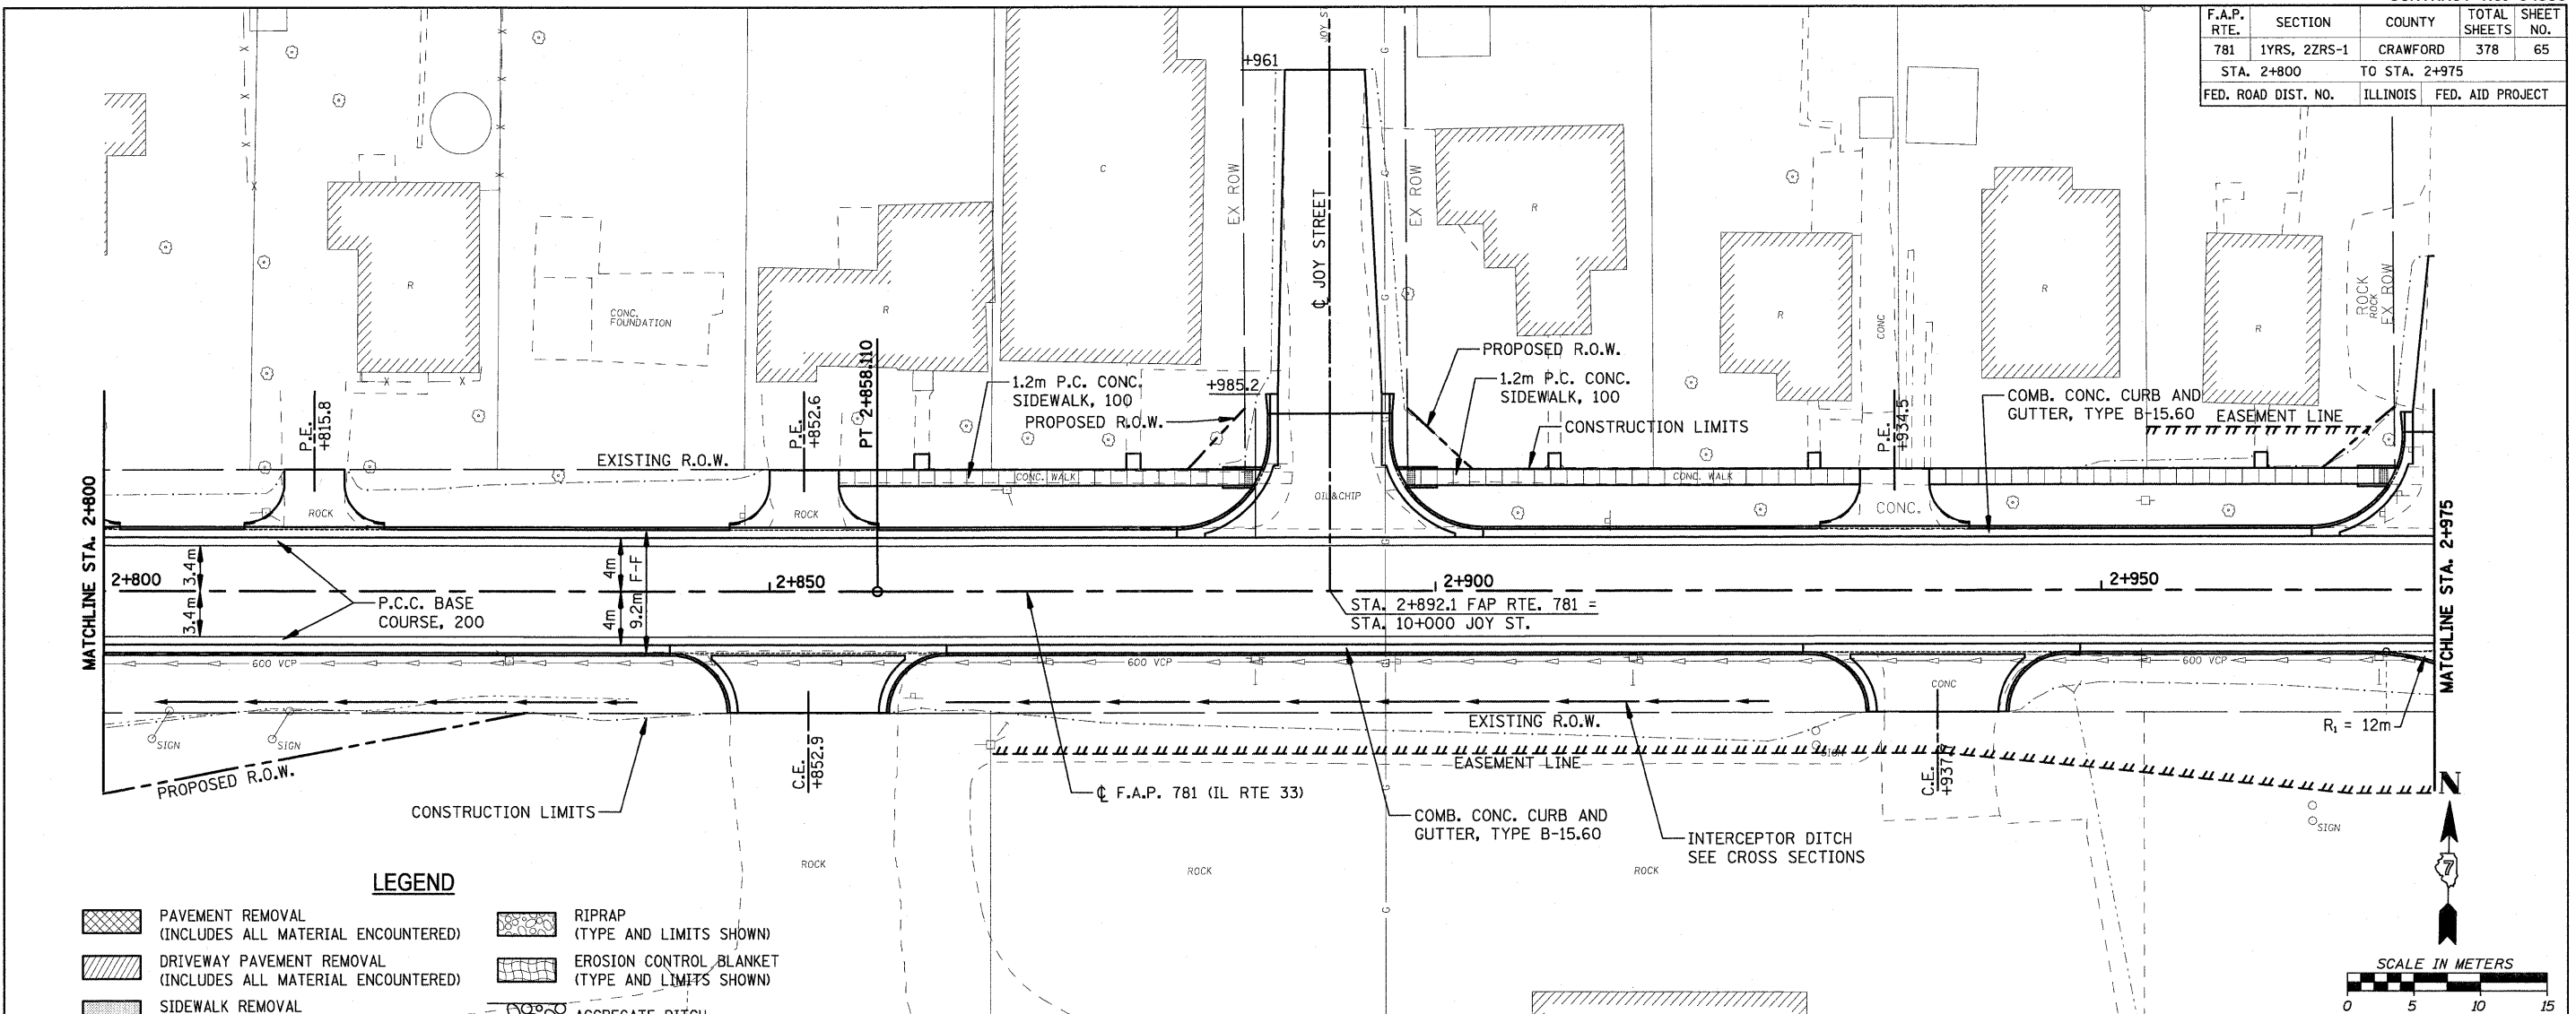 F.A.P. RTE. SECTION COUNTY TOTAL SHEETS SHEET NO.
781 1YRS, 2ZRS-1 CRAWFORD 378 65
STA. 2+800 TO STA. 2+975
FED. ROAD DIST. NO. ILLINOIS FED. AID PROJECT
+961
C
EX ROW
EX ROW
℄ JOY STREET
R
R
R
R
R
R
CONC.
FOUNDATION
CONC
ROCK
ROCK
EX ROW
PROPOSED R.O.W.
1.2m P.C. CONC.
SIDEWALK, 100
PROPOSED R.O.W.
+985.2
1.2m P.C. CONC.
SIDEWALK, 100
CONSTRUCTION LIMITS
COMB. CONC. CURB AND
GUTTER, TYPE B-15.60
EASEMENT LINE
P.E.
+815.8
P.E.
+852.6
PT 2+858.110
P.E.
+934.5
EXISTING R.O.W.
CONC. WALK
CONC. WALK
OIL&CHIP
ROCK
ROCK
CONC.
MATCHLINE STA. 2+800
MATCHLINE STA. 2+975
3.4m
3.4m
4m
4m
9.2m F-F
2+800
2+850
2+900
2+950
P.C.C. BASE
COURSE, 200
STA. 2+892.1 FAP RTE. 781 =
STA. 10+000 JOY ST.
600 VCP
600 VCP
600 VCP
CONC
SIGN
SIGN
SIGN
EXISTING R.O.W.
R₁ = 12m
PROPOSED R.O.W.
EASEMENT LINE
C.E.
+852.9
C.E.
℄ F.A.P. 781 (IL RTE 33)
CONSTRUCTION LIMITS
COMB. CONC. CURB AND
GUTTER, TYPE B-15.60
INTERCEPTOR DITCH
SEE CROSS SECTIONS
SIGN
N
7
ROCK
ROCK
ROCK
G
LEGEND
PAVEMENT REMOVAL
(INCLUDES ALL MATERIAL ENCOUNTERED)
DRIVEWAY PAVEMENT REMOVAL
(INCLUDES ALL MATERIAL ENCOUNTERED)
SIDEWALK REMOVAL
RIPRAP
(TYPE AND LIMITS SHOWN)
EROSION CONTROL BLANKET
(TYPE AND LIMITS SHOWN)
AGGREGATE DITCH
SCALE IN METERS
0 5 10 15